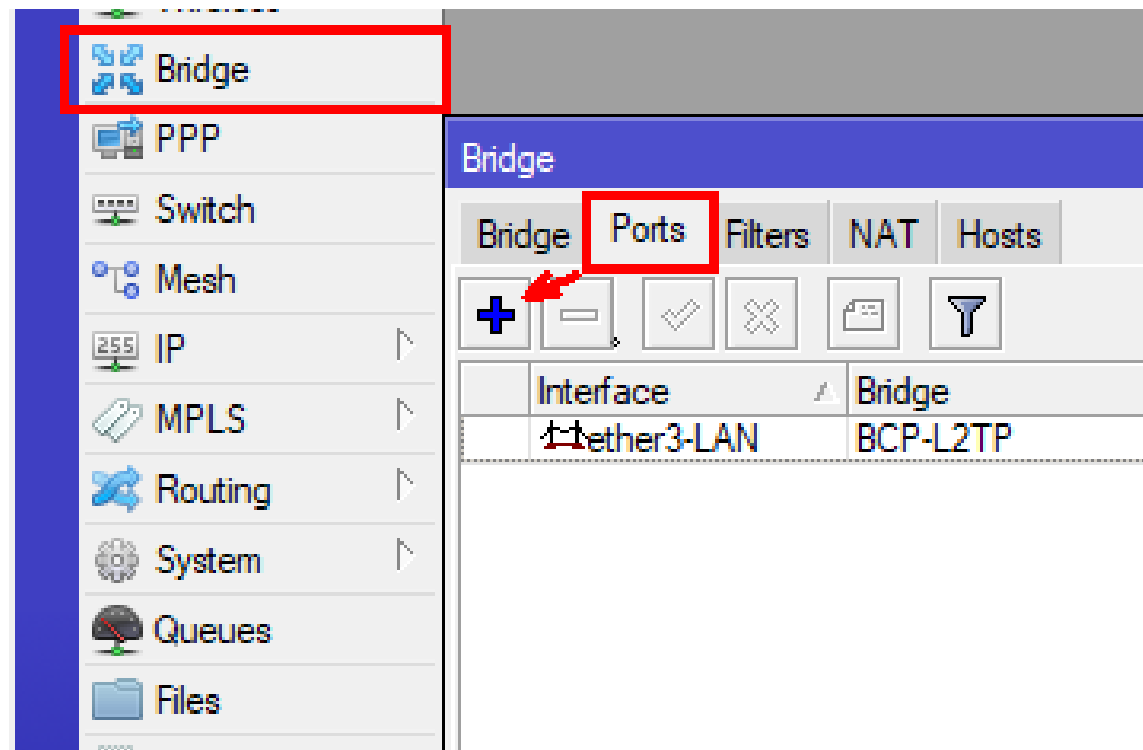 Bridge
PPP
Switch
Mesh
255 IP
MPLS
Routing
System
Queues
Files
Bridge
Bridge Ports Filters NAT Hosts
Interface Bridge
ether3-LAN BCP-L2TP